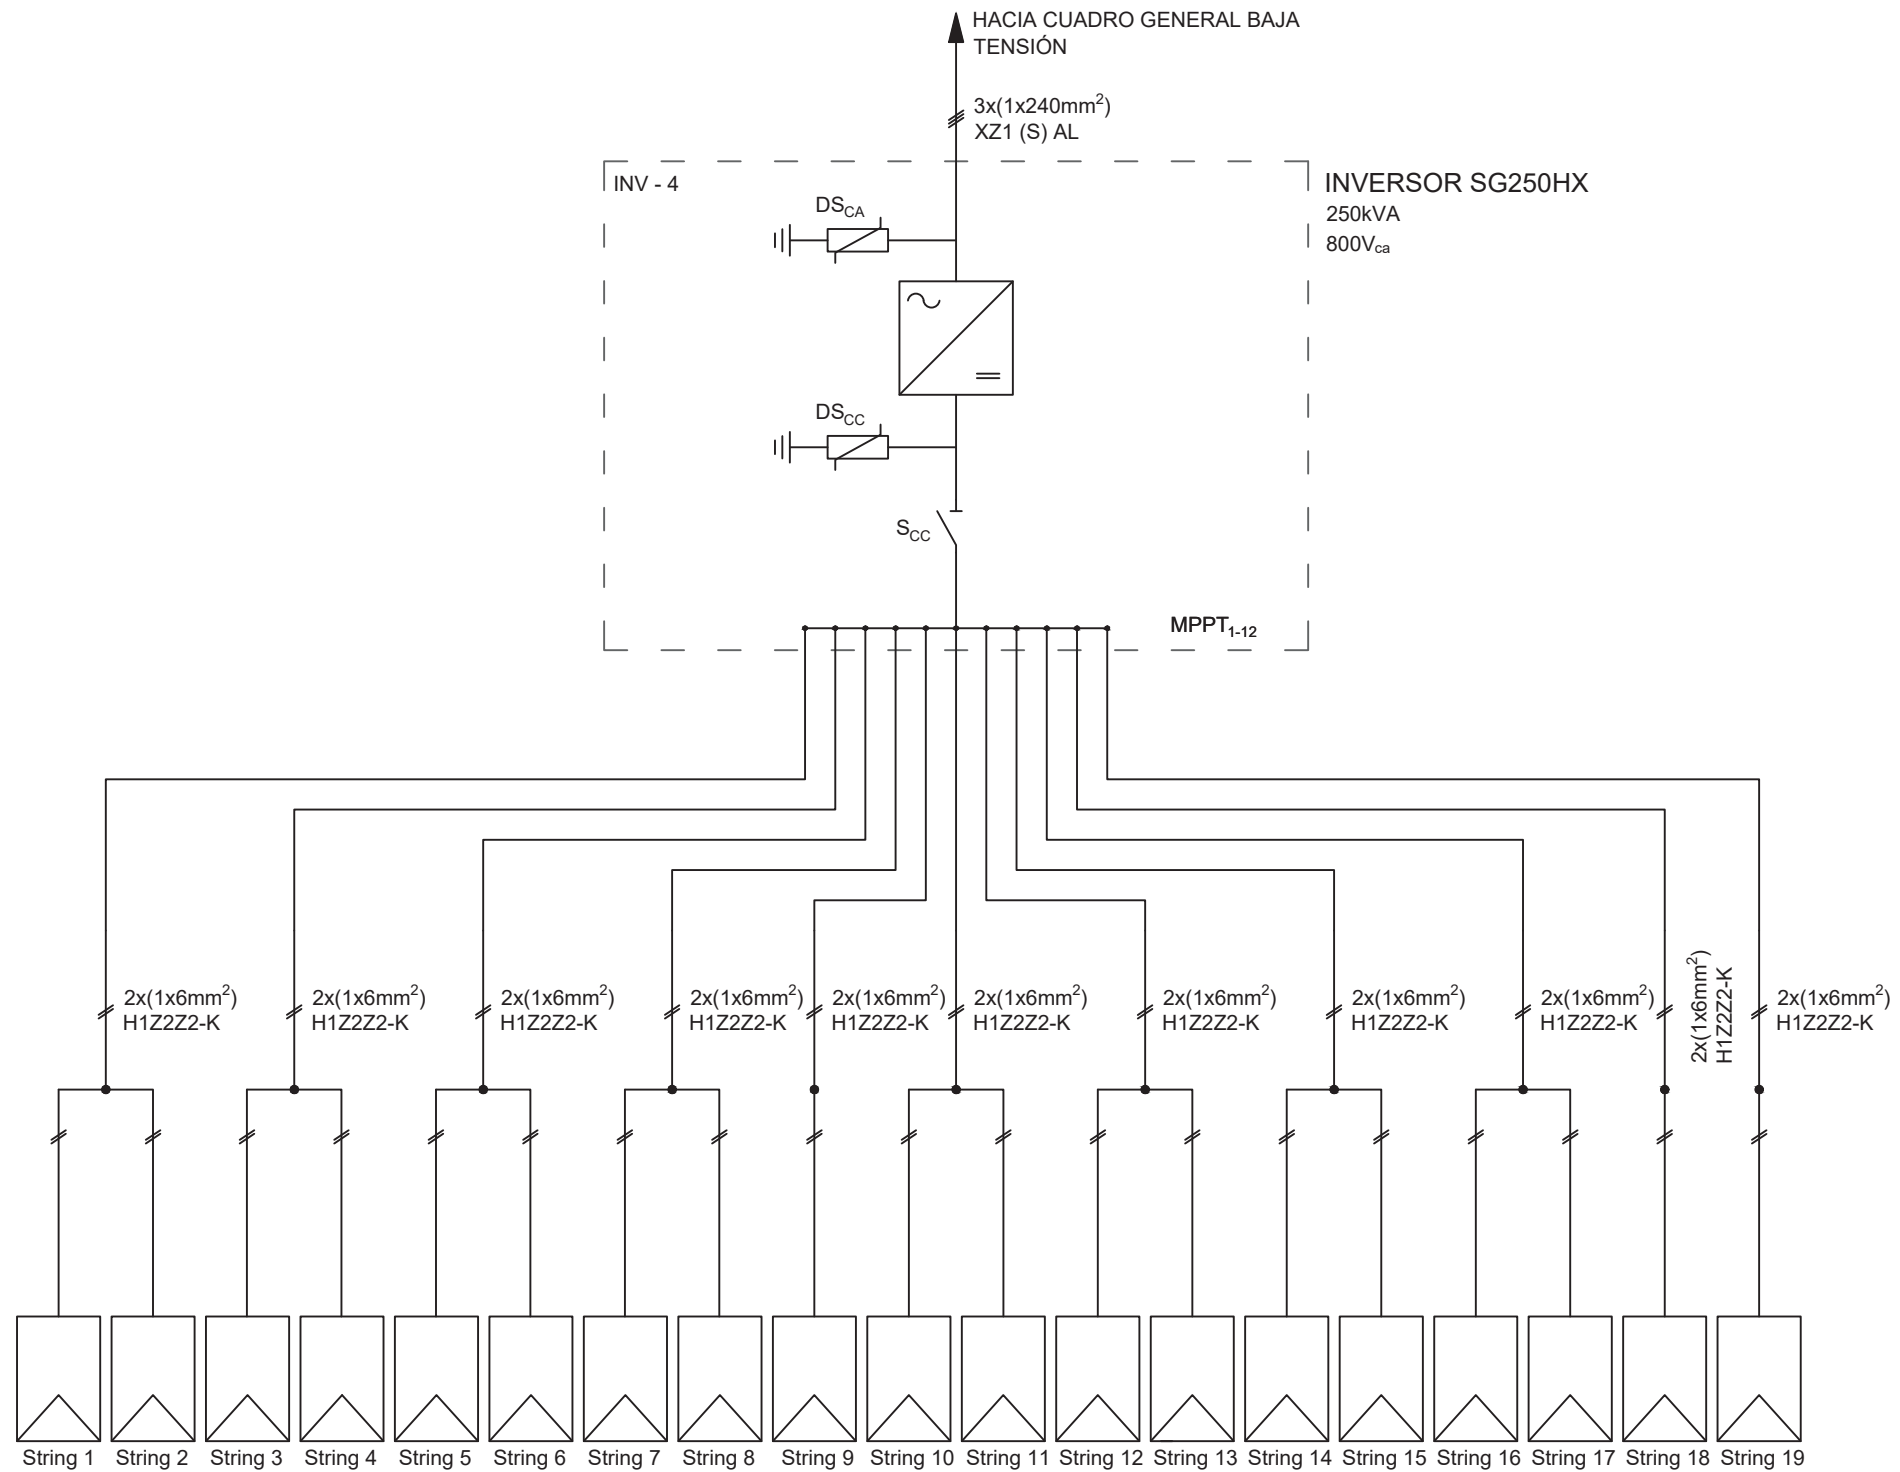 HACIA CUADRO GENERAL BAJA
TENSIÓN
3x(1x240mm²)
XZ1 (S) AL
INV - 4
INVERSOR SG250HX
250kVA
800Vca
DSCA
DSCC
SCC
MPPT1-12
2x(1x6mm²)
H1Z2Z2-K
2x(1x6mm²)
H1Z2Z2-K
2x(1x6mm²)
H1Z2Z2-K
2x(1x6mm²)
H1Z2Z2-K
2x(1x6mm²)
H1Z2Z2-K
2x(1x6mm²)
H1Z2Z2-K
2x(1x6mm²)
H1Z2Z2-K
2x(1x6mm²)
H1Z2Z2-K
2x(1x6mm²)
H1Z2Z2-K
2x(1x6mm²)
H1Z2Z2-K
2x(1x6mm²)
H1Z2Z2-K
String 1 String 2 String 3 String 4 String 5 String 6 String 7 String 8 String 9 String 10 String 11 String 12 String 13 String 14 String 15 String 16 String 17 String 18 String 19